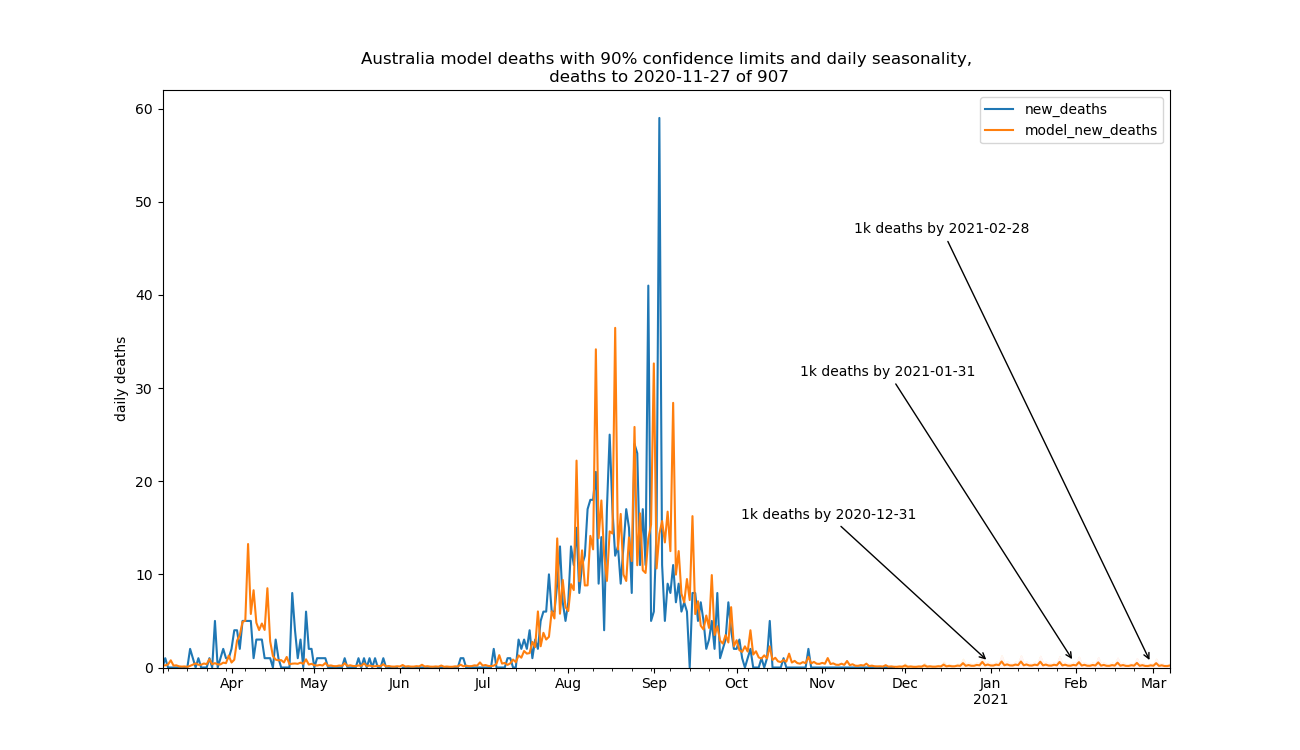 Australia model deaths with 90% confidence limits and daily seasonality,
deaths to 2020-11-27 of 907
60
new_deaths
model_new_deaths
50
1k deaths by 2021-02-28
40
daily deaths
1k deaths by 2021-01-31
30
20
1k deaths by 2020-12-31
10
0
Apr May Jun Jul Aug Sep Oct Nov Dec Jan Feb Mar
2021